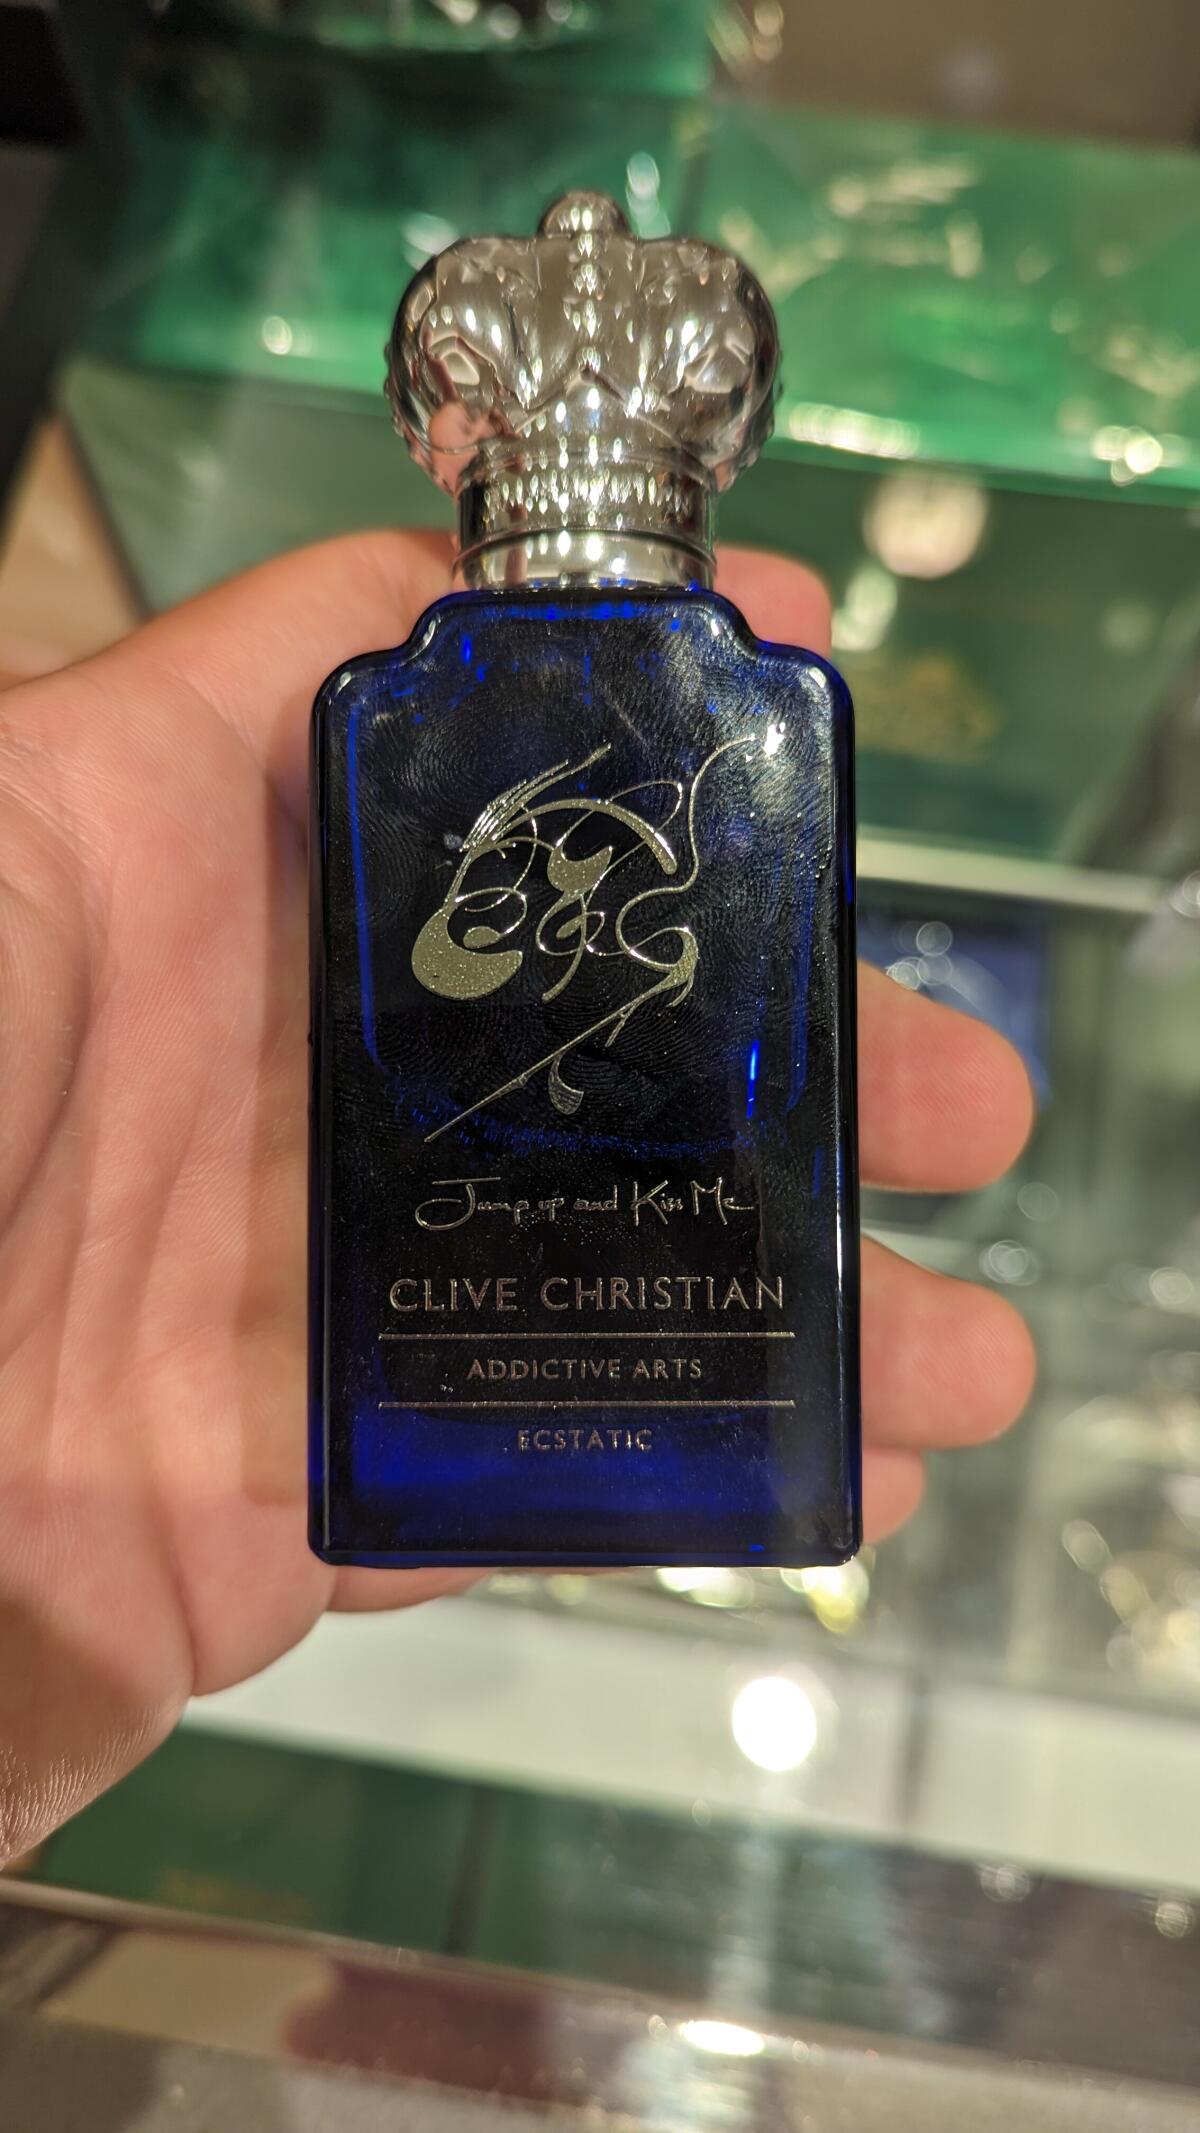 Jump up and Kiss Me
CLIVE CHRISTIAN
ADDICTIVE ARTS
ECSTATIC